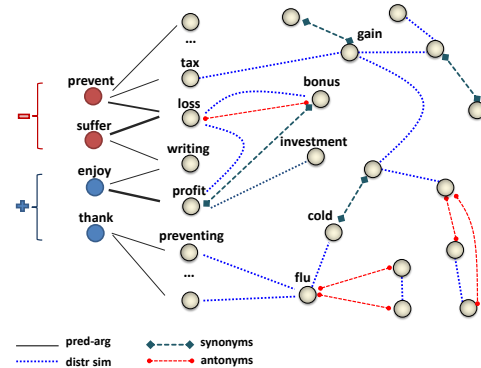 ...
gain
tax
prevent
bonus
loss
suffer
writing
investment
enjoy
profit
thank
cold
preventing
...
flu
pred-arg
synonyms
distr sim
antonyms